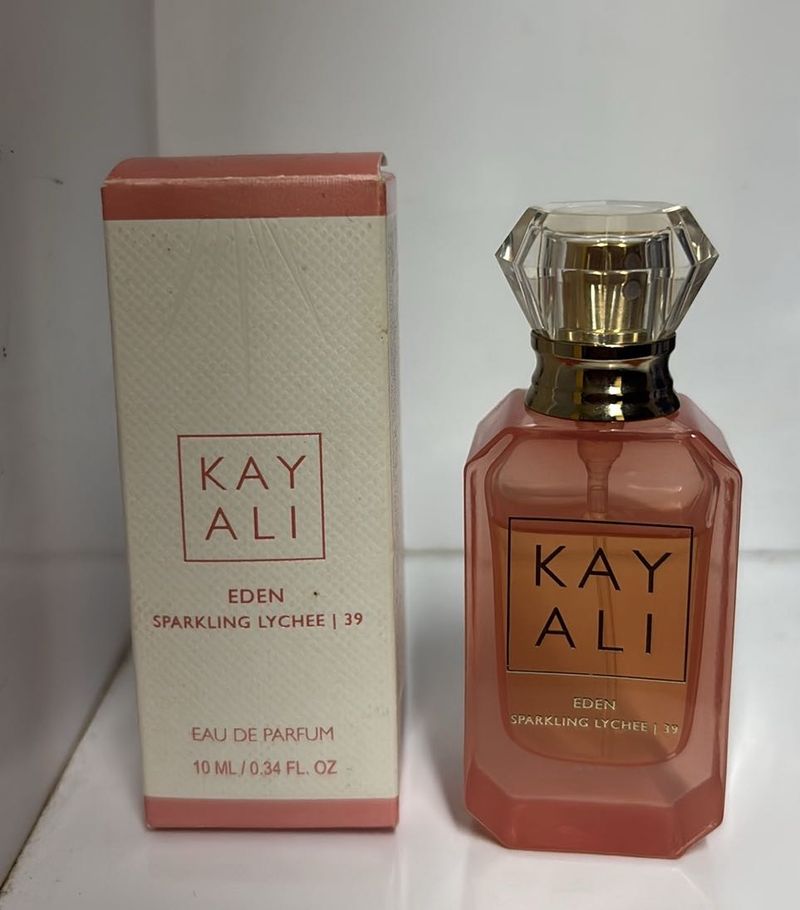 KAY
ALI
EDEN
SPARKLING LYCHEE | 39
EAU DE PARFUM
10 ML / 0.34 FL. OZ
KAY
ALI
EDEN
SPARKLING LYCHEE | 39